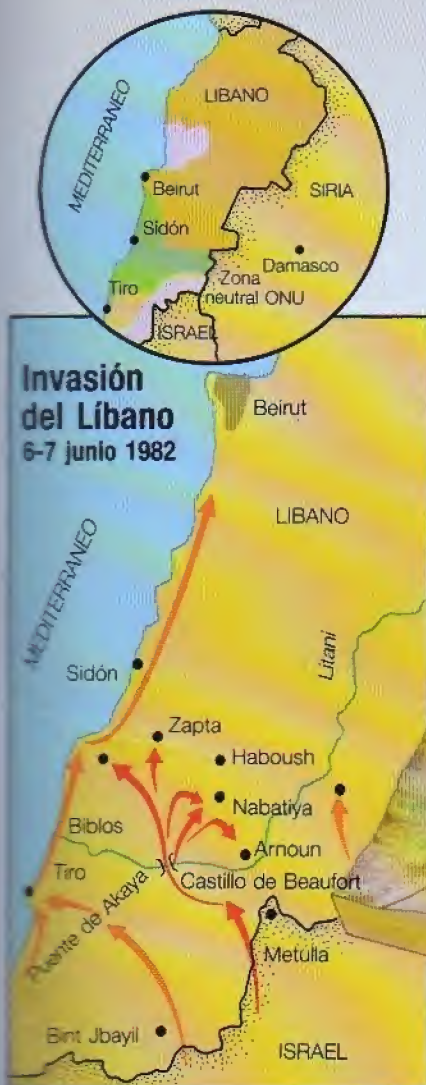 MEDITERRANEO
LIBANO
SIRIA
Beirut
Sidón
Damasco
Tiro
Zona
neutral ONU
ISRAEL
Invasión
del Líbano
6-7 junio 1982
Beirut
LIBANO
MEDITERRANEO
Litani
Sidón
Zapta
Haboush
Nabatiya
Biblos
Arnoun
Tiro
Puente de Akaya
Castillo de Beaufort
Metulla
Bint Jbayil
ISRAEL